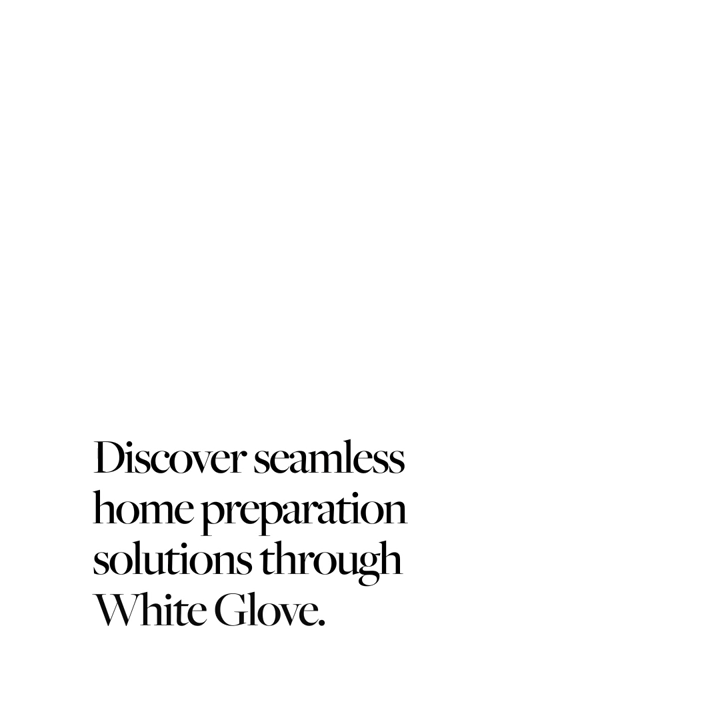 Discover seamless
home preparation
solutions through
White Glove.